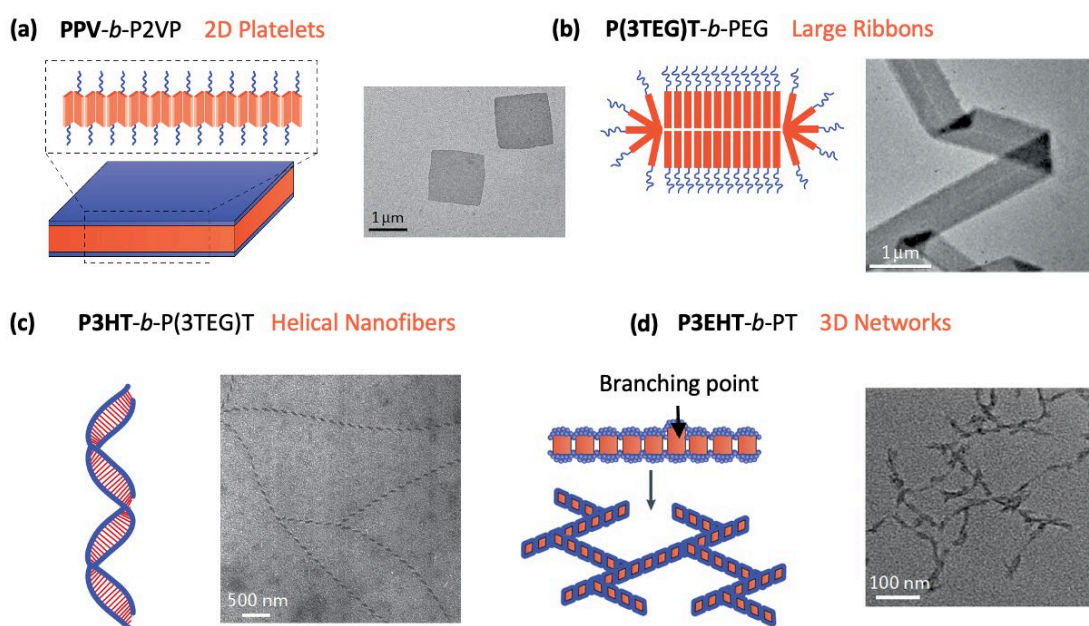 (a) PPV-b-P2VP 2D Platelets
1 μm
(b) P(3TEG)T-b-PEG Large Ribbons
1 μm
(c) P3HT-b-P(3TEG)T Helical Nanofibers
500 nm
(d) P3EHT-b-PT 3D Networks
Branching point
100 nm